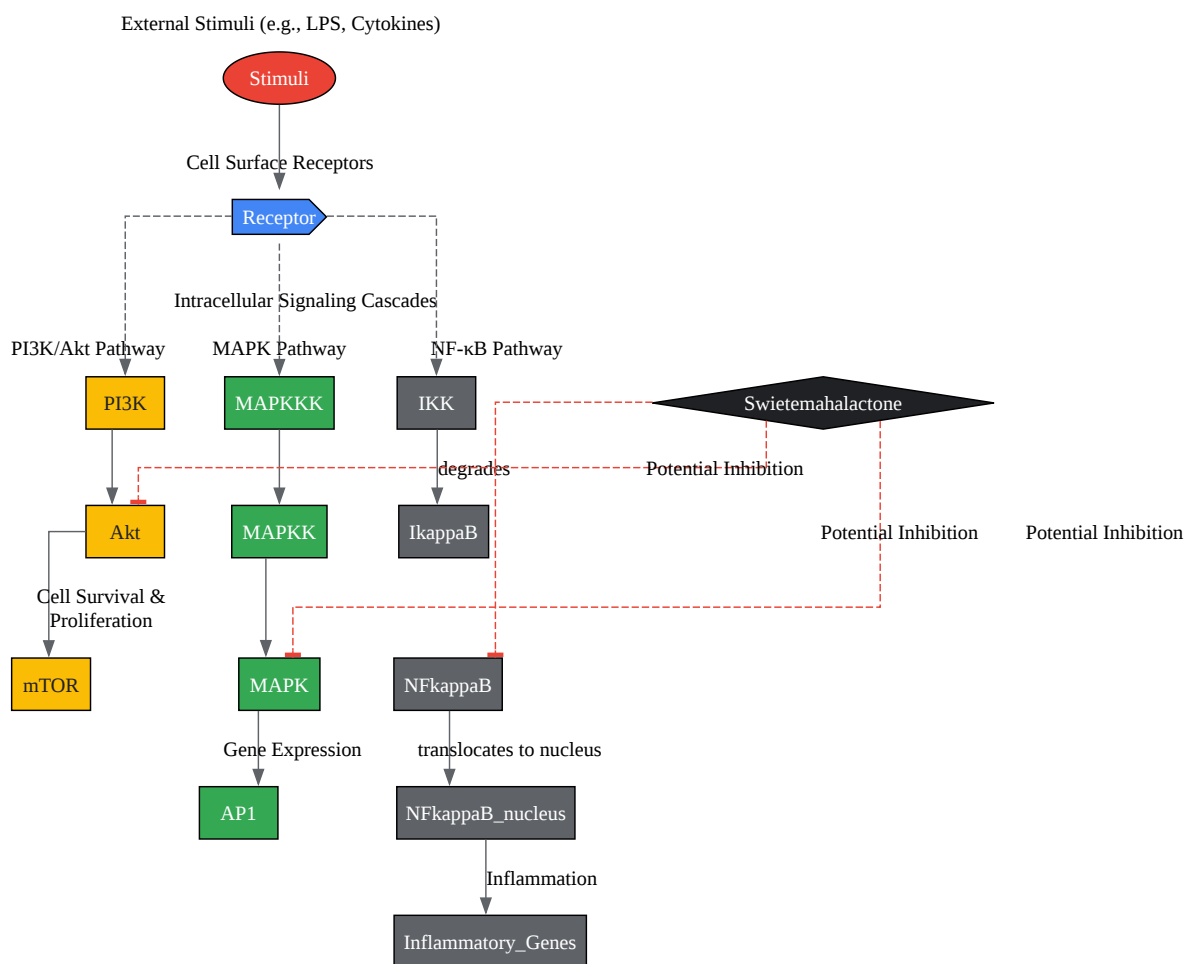 External Stimuli (e.g., LPS, Cytokines)
Stimuli
Cell Surface Receptors
Receptor
Intracellular Signaling Cascades
PI3K/Akt Pathway
MAPK Pathway
NF-κB Pathway
PI3K
MAPKKK
IKK
Swietemahalactone
degrades
Potential Inhibition
Akt
MAPKK
IkappaB
Potential Inhibition
Potential Inhibition
Cell Survival &
Proliferation
mTOR
MAPK
NFkappaB
Gene Expression
translocates to nucleus
AP1
NFkappaB_nucleus
Inflammation
Inflammatory_Genes